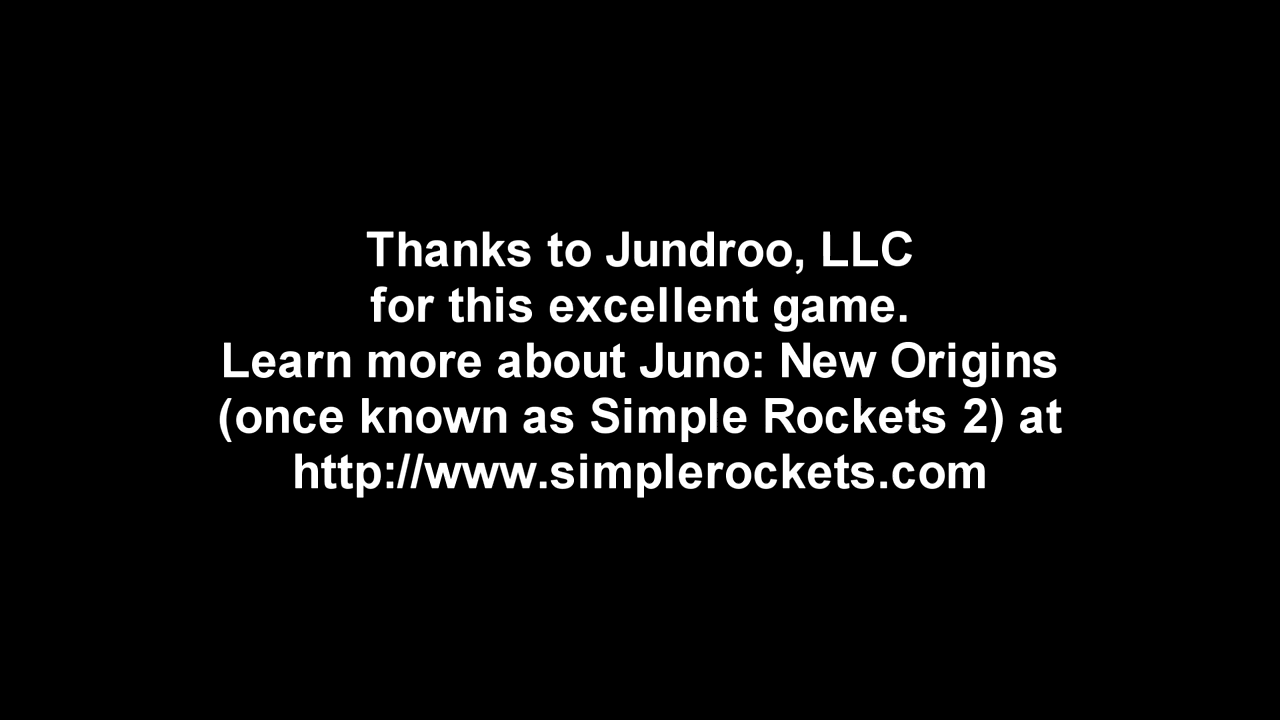 Thanks to Jundroo, LLC
for this excellent game.
Learn more about Juno: New Origins
(once known as Simple Rockets 2) at
http://www.simplerockets.com